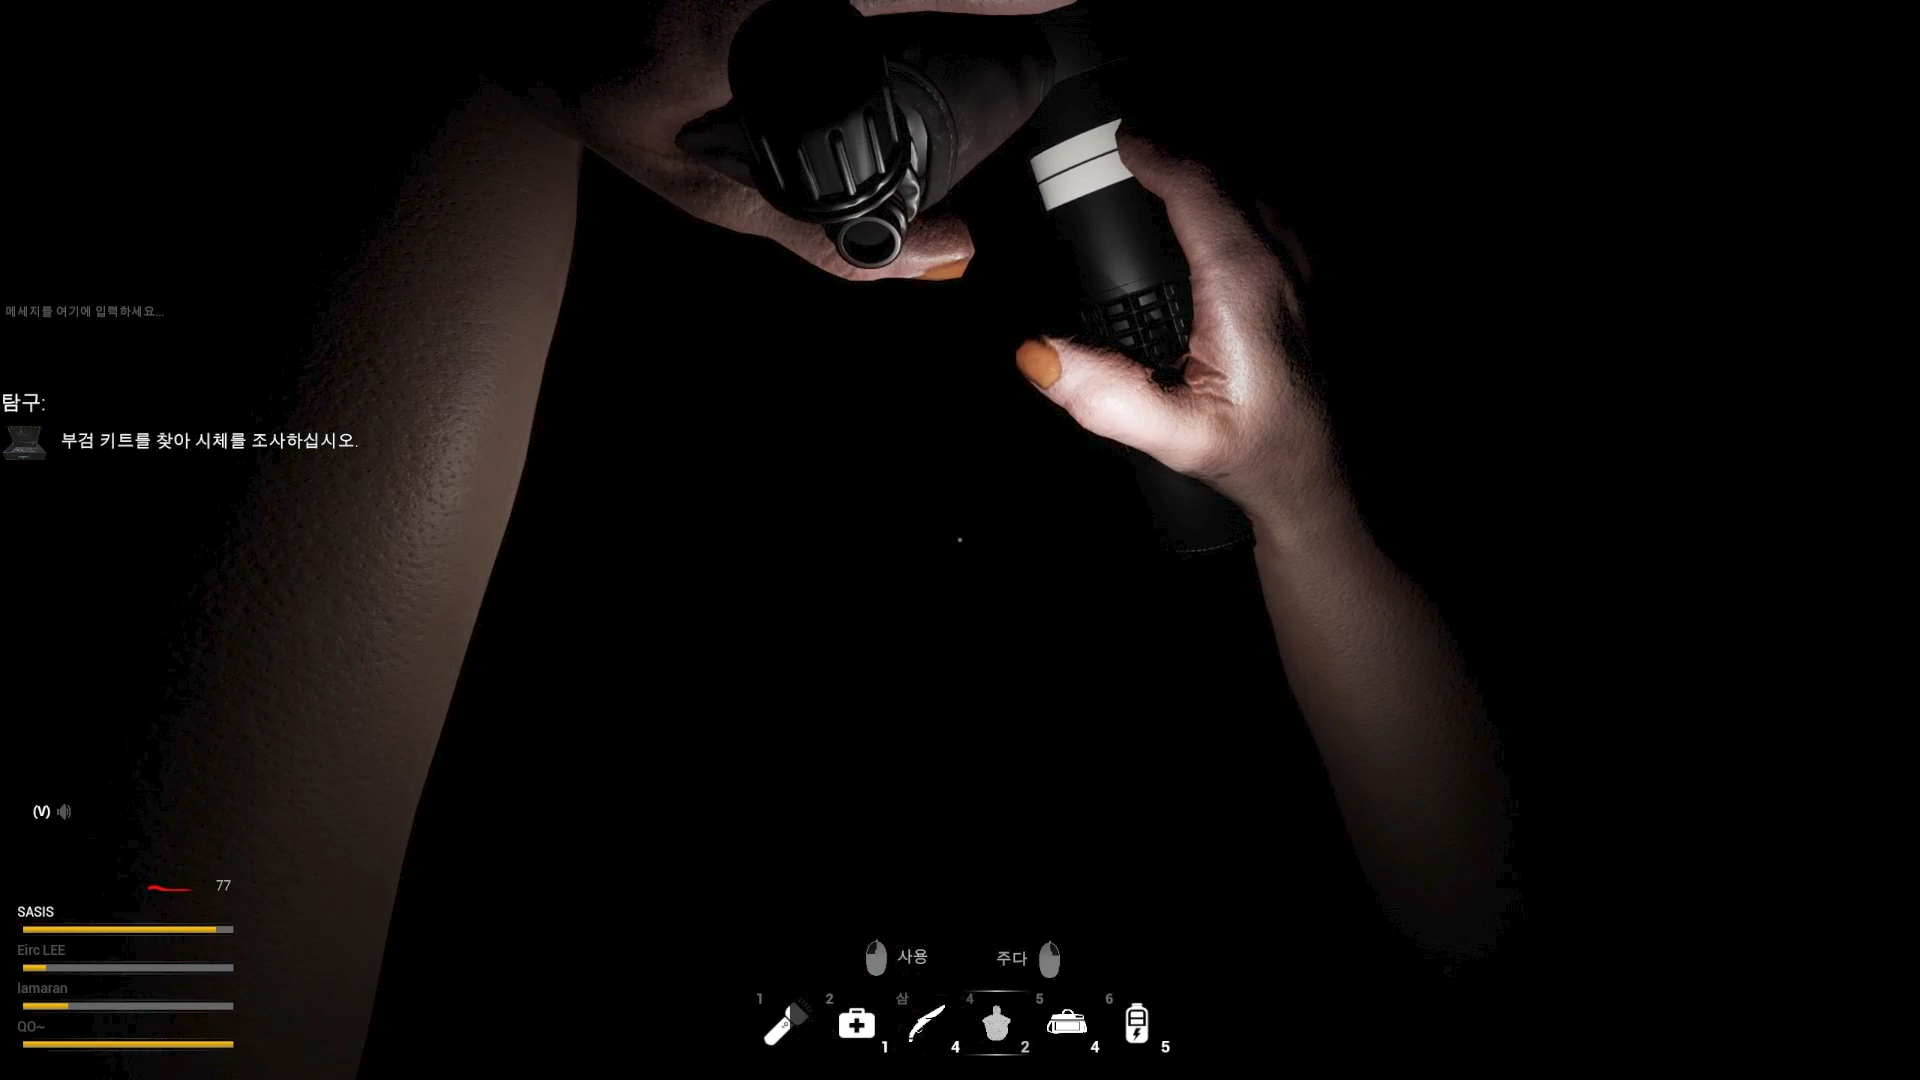 메세지를 여기에 입력하세요...
탐구:
부검 키트를 찾아 시체를 조사하십시오.
(V)
77
SASIS
Eirc LEE
lamaran
QO~
사용 주다
1 2 삼 4 5 6
1 4 2 4 5